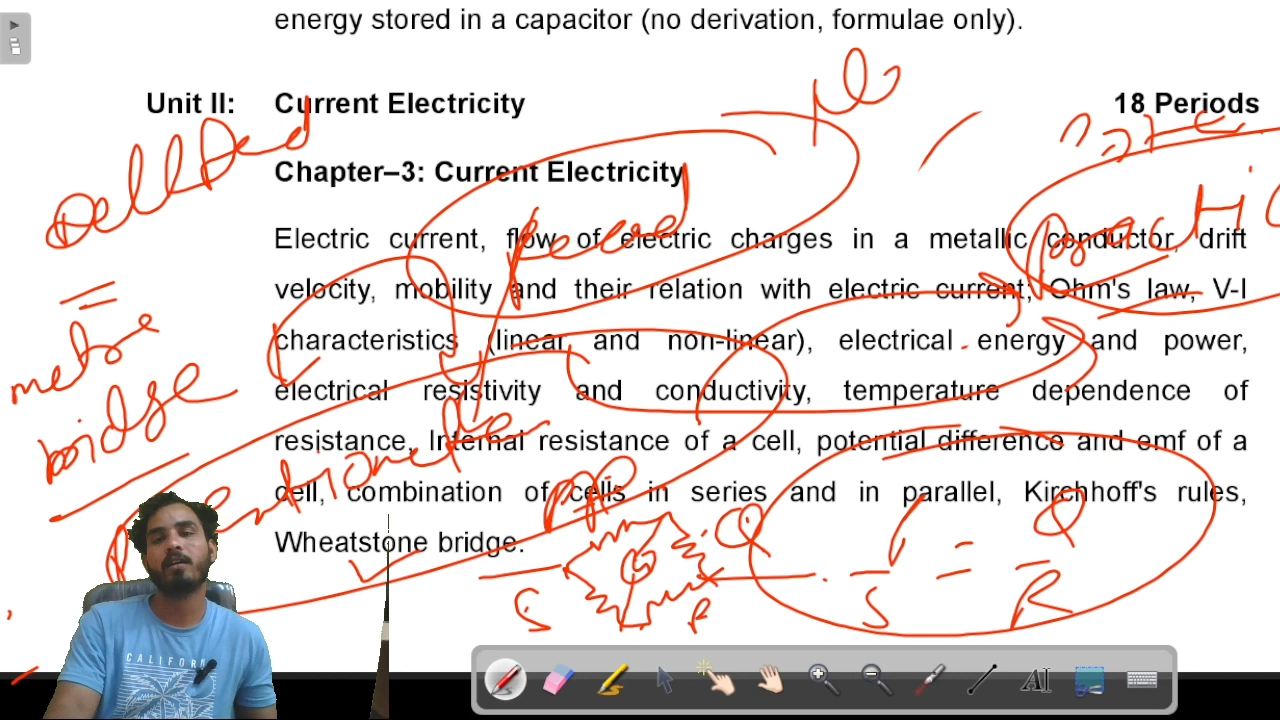 energy stored in a capacitor (no derivation, formulae only).
Unit II: Current Electricity 18 Periods
Chapter–3: Current Electricity
Electric current, flow of electric charges in a metallic conductor, drift
velocity, mobility and their relation with electric current; Ohm's law, V-I
characteristics (linear and non-linear), electrical energy and power,
electrical resistivity and conductivity, temperature dependence of
resistance, Internal resistance of a cell, potential difference and emf of a
cell, combination of cells in series and in parallel, Kirchhoff's rules,
Wheatstone bridge.
bridge
Q
S
R
S
=
Q
R
CALIFORN
AI